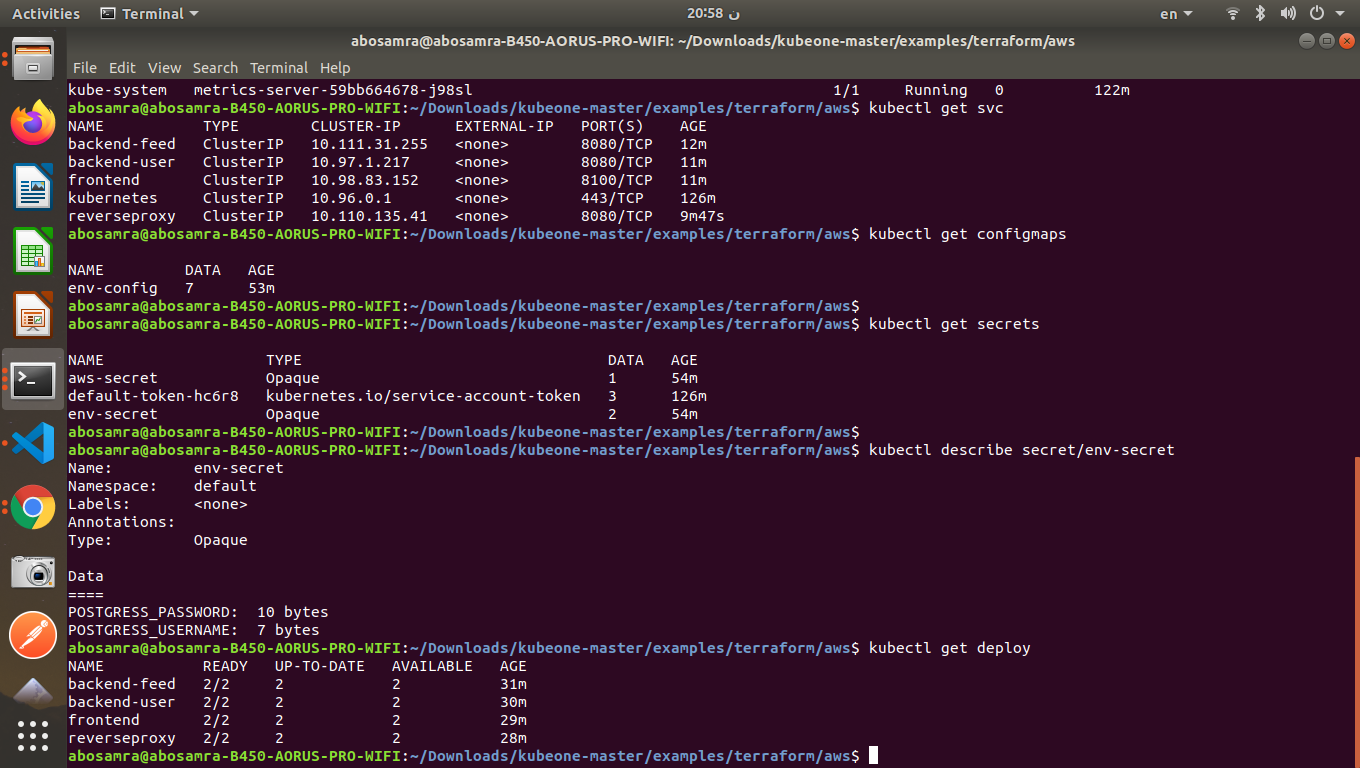 Activities Terminal 20:58 ن en
abosamra@abosamra-B450-AORUS-PRO-WIFI: ~/Downloads/kubeone-master/examples/terraform/aws
File Edit View Search Terminal Help
kube-system   metrics-server-59bb664678-j98sl                                        1/1     Running   0          122m
abosamra@abosamra-B450-AORUS-PRO-WIFI:~/Downloads/kubeone-master/examples/terraform/aws$ kubectl get svc
NAME           TYPE        CLUSTER-IP      EXTERNAL-IP   PORT(S)    AGE
backend-feed   ClusterIP   10.111.31.255   <none>        8080/TCP   12m
backend-user   ClusterIP   10.97.1.217     <none>        8080/TCP   11m
frontend       ClusterIP   10.98.83.152    <none>        8100/TCP   11m
kubernetes     ClusterIP   10.96.0.1       <none>        443/TCP    126m
reverseproxy   ClusterIP   10.110.135.41   <none>        8080/TCP   9m47s
abosamra@abosamra-B450-AORUS-PRO-WIFI:~/Downloads/kubeone-master/examples/terraform/aws$ kubectl get configmaps
NAME         DATA   AGE
env-config   7      53m
abosamra@abosamra-B450-AORUS-PRO-WIFI:~/Downloads/kubeone-master/examples/terraform/aws$
abosamra@abosamra-B450-AORUS-PRO-WIFI:~/Downloads/kubeone-master/examples/terraform/aws$ kubectl get secrets
NAME                  TYPE                                  DATA   AGE
aws-secret            Opaque                                1      54m
default-token-hc6r8   kubernetes.io/service-account-token   3      126m
env-secret            Opaque                                2      54m
abosamra@abosamra-B450-AORUS-PRO-WIFI:~/Downloads/kubeone-master/examples/terraform/aws$
abosamra@abosamra-B450-AORUS-PRO-WIFI:~/Downloads/kubeone-master/examples/terraform/aws$ kubectl describe secret/env-secret
Name:         env-secret
Namespace:    default
Labels:       <none>
Annotations:
Type:         Opaque
Data
====
POSTGRESS_PASSWORD:  10 bytes
POSTGRESS_USERNAME:  7 bytes
abosamra@abosamra-B450-AORUS-PRO-WIFI:~/Downloads/kubeone-master/examples/terraform/aws$ kubectl get deploy
NAME           READY   UP-TO-DATE   AVAILABLE   AGE
backend-feed   2/2     2            2           31m
backend-user   2/2     2            2           30m
frontend       2/2     2            2           29m
reverseproxy   2/2     2            2           28m
abosamra@abosamra-B450-AORUS-PRO-WIFI:~/Downloads/kubeone-master/examples/terraform/aws$